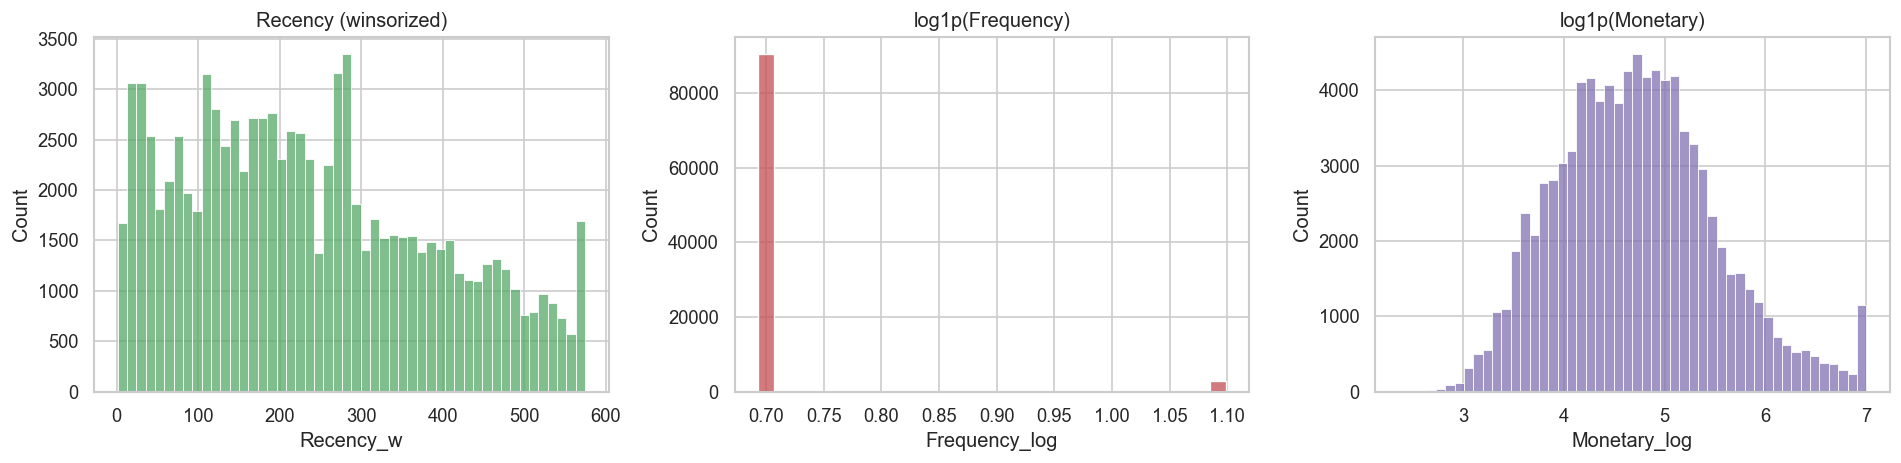 Recency (winsorized)
3500
3000
2500
2000
1500
1000
500
0
Count
0 100 200 300 400 500 600
Recency_w
log1p(Frequency)
80000
60000
40000
20000
0
Count
0.70 0.75 0.80 0.85 0.90 0.95 1.00 1.05 1.10
Frequency_log
log1p(Monetary)
4000
3000
2000
1000
0
Count
3 4 5 6 7
Monetary_log